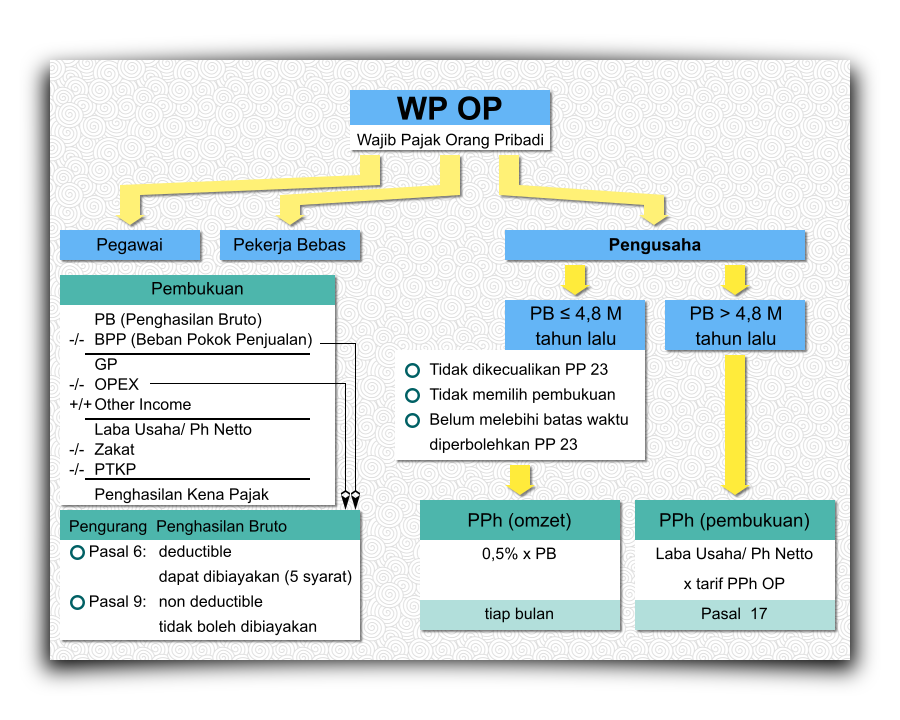 WP OP
Wajib Pajak Orang Pribadi
Pegawai
Pekerja Bebas
Pengusaha
Pembukuan
PB (Penghasilan Bruto)
-/- BPP (Beban Pokok Penjualan)
GP
-/- OPEX
+/+ Other Income
Laba Usaha/ Ph Netto
-/- Zakat
-/- PTKP
Penghasilan Kena Pajak
Pengurang Penghasilan Bruto
Pasal 6: deductible
dapat dibiayakan (5 syarat)
Pasal 9: non deductible
tidak boleh dibiayakan
PB ≤ 4,8 M
tahun lalu
Tidak dikecualikan PP 23
Tidak memilih pembukuan
Belum melebihi batas waktu
diperbolehkan PP 23
PPh (omzet)
0,5% x PB
tiap bulan
PB > 4,8 M
tahun lalu
PPh (pembukuan)
Laba Usaha/ Ph Netto
x tarif PPh OP
Pasal 17